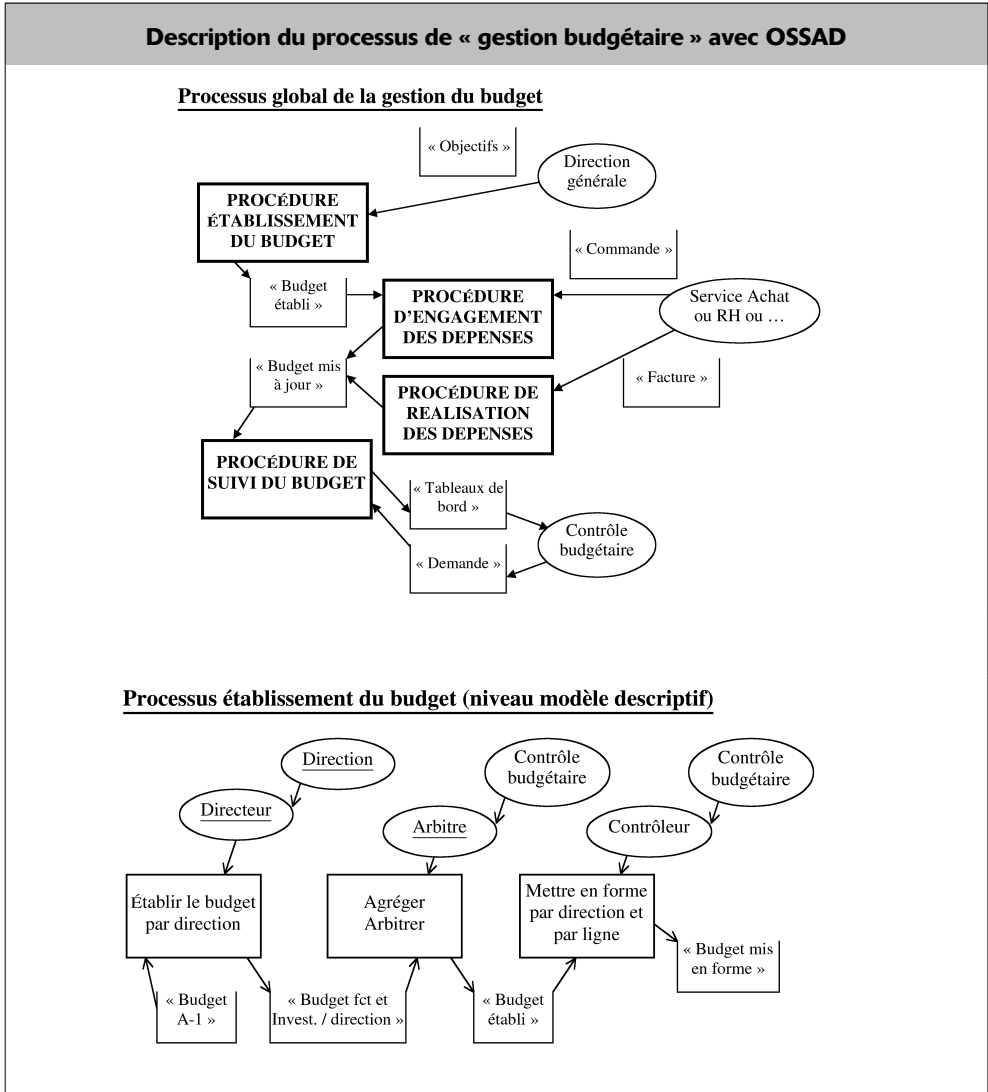 Description du processus de « gestion budgétaire » avec OSSAD
Processus global de la gestion du budget
« Objectifs »
Direction
générale
PROCÉDURE
ÉTABLISSEMENT
DU BUDGET
« Commande »
« Budget
établi »
PROCÉDURE
D’ENGAGEMENT
DES DEPENSES
Service Achat
ou RH ou …
« Budget mis
à jour »
« Facture »
PROCÉDURE DE
REALISATION
DES DEPENSES
PROCÉDURE DE
SUIVI DU BUDGET
« Tableaux de
bord »
Contrôle
budgétaire
« Demande »
Processus établissement du budget (niveau modèle descriptif)
Direction
Contrôle
budgétaire
Contrôle
budgétaire
Directeur
Arbitre
Contrôleur
Établir le budget
par direction
Agréger
Arbitrer
Mettre en forme
par direction et
par ligne
« Budget mis
en forme »
« Budget
A-1 »
« Budget fct et
Invest. / direction »
« Budget
établi »